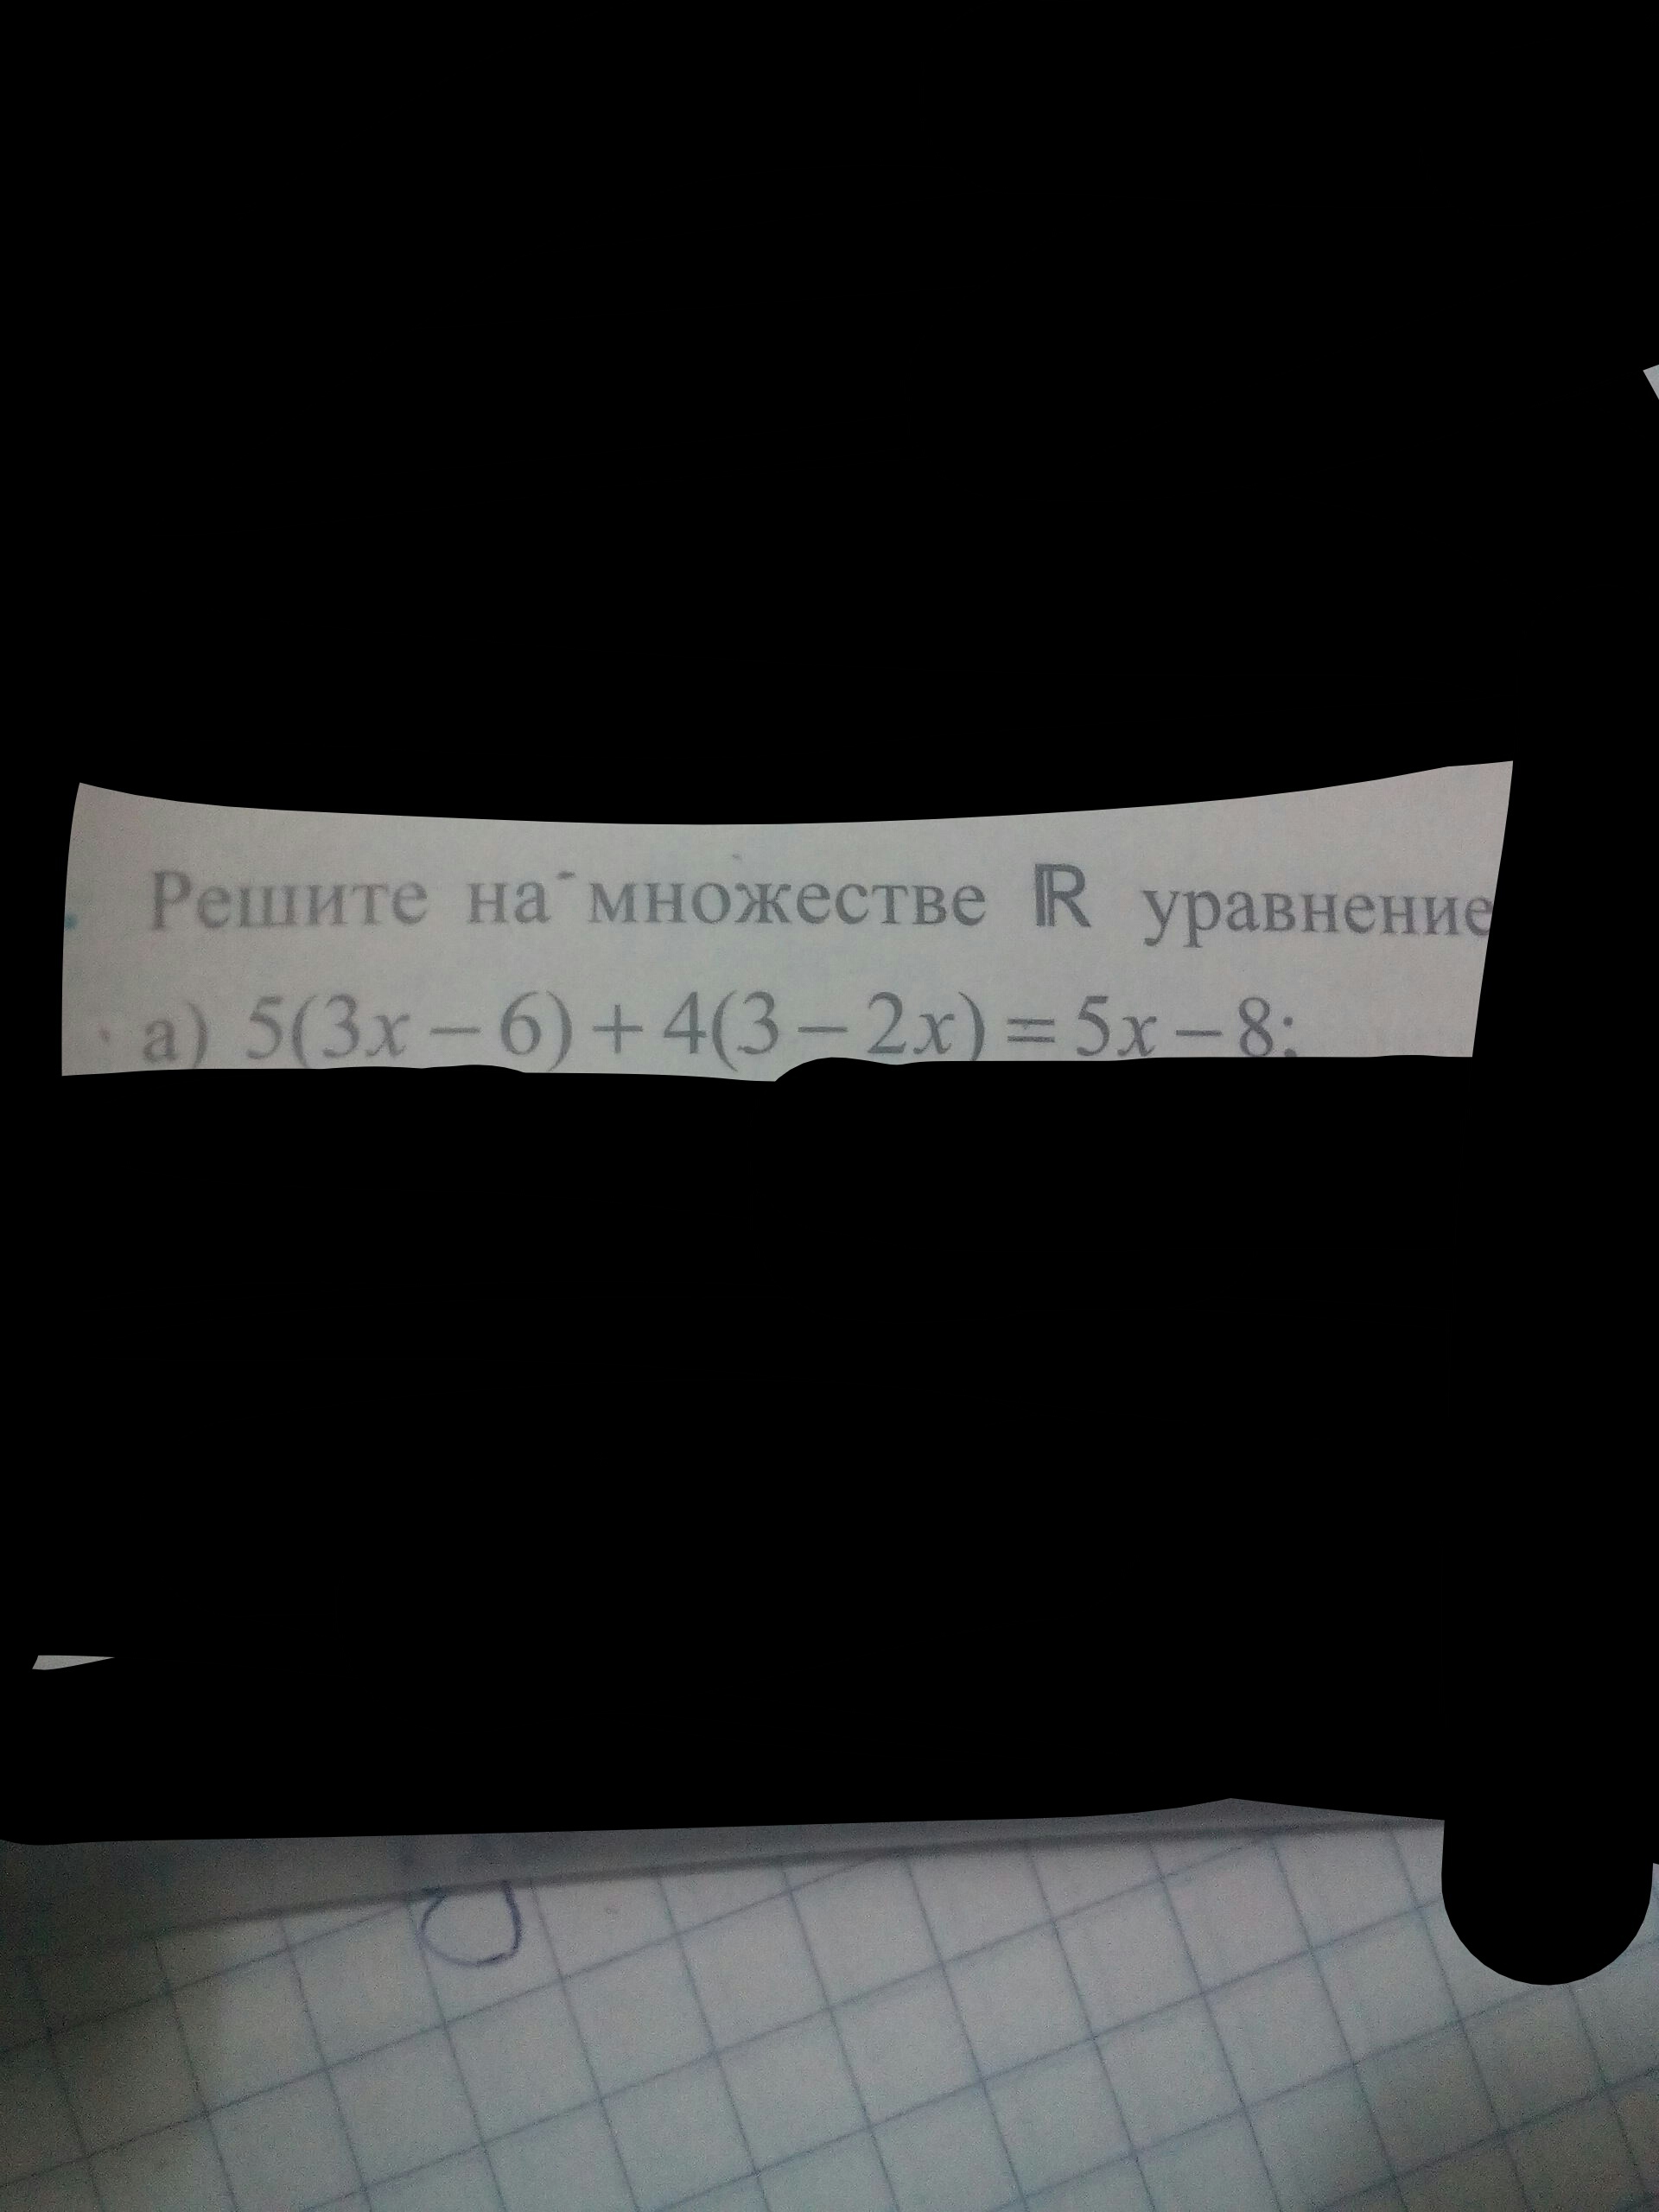 Решите на множестве ℝ уравнение
а) 5(3x − 6) + 4(3 − 2x) = 5x − 8;